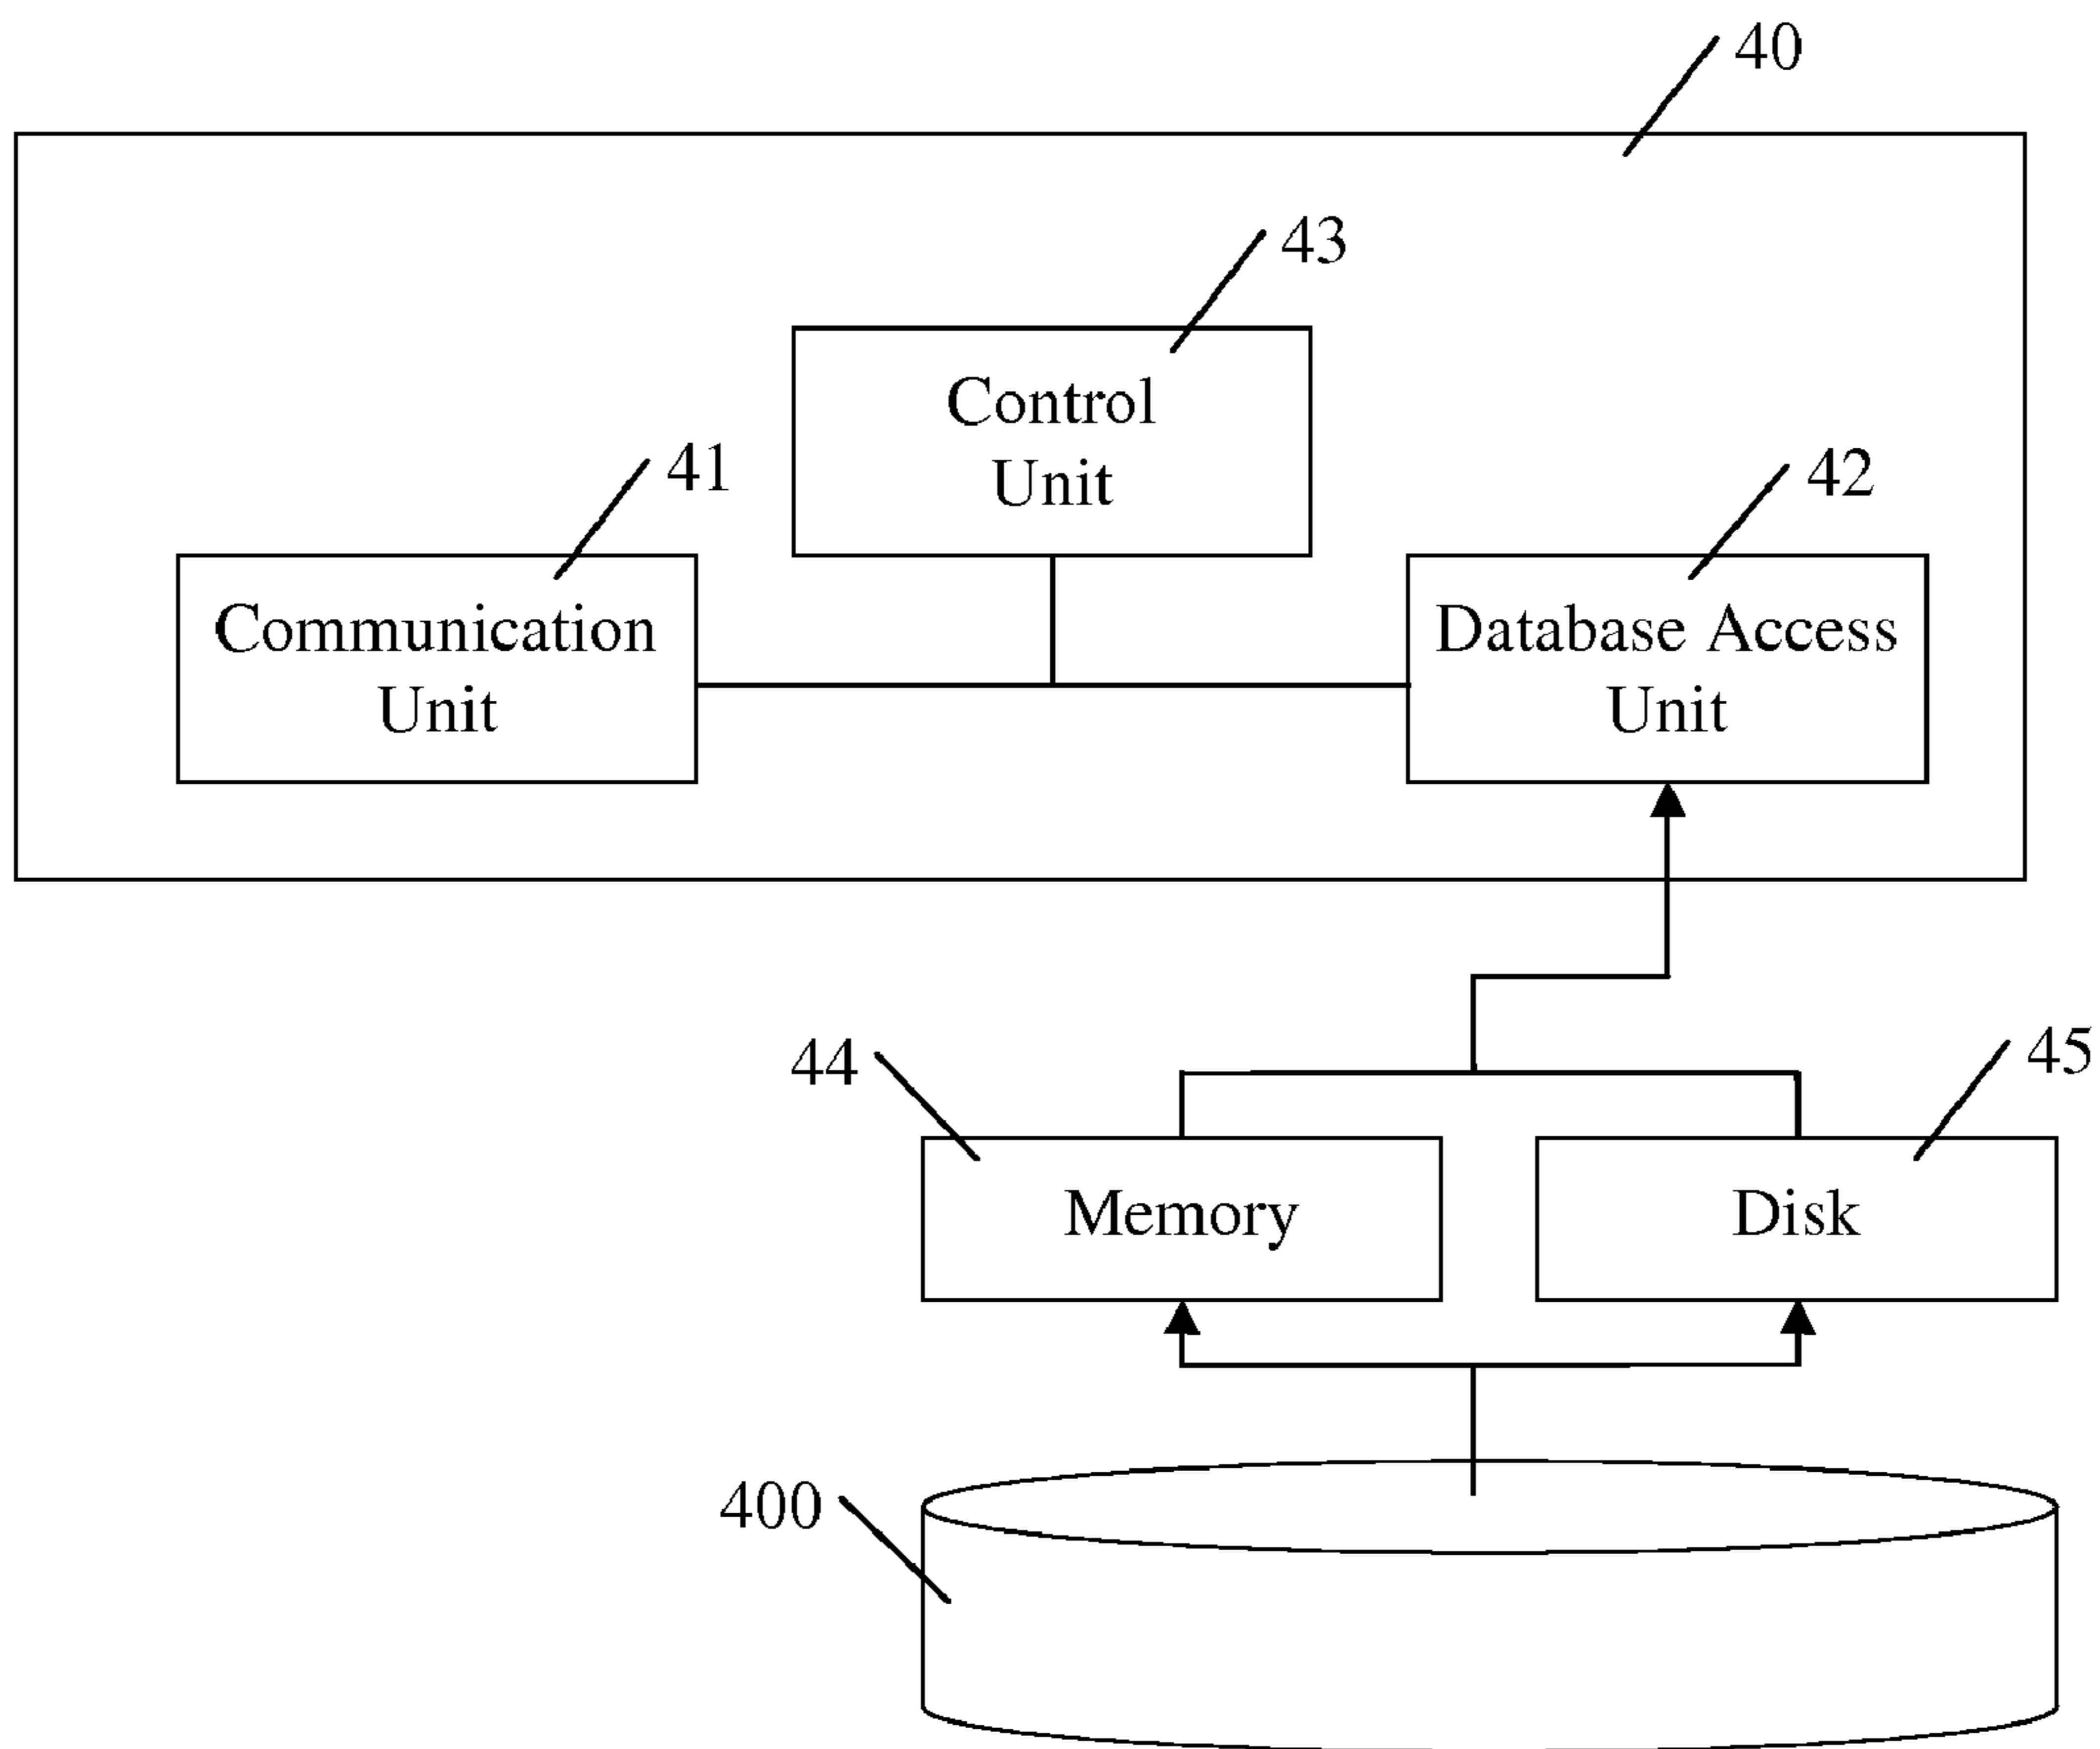 40
43
Control
Unit
41
42
Communication
Unit
Database Access
Unit
44
45
Memory
Disk
400